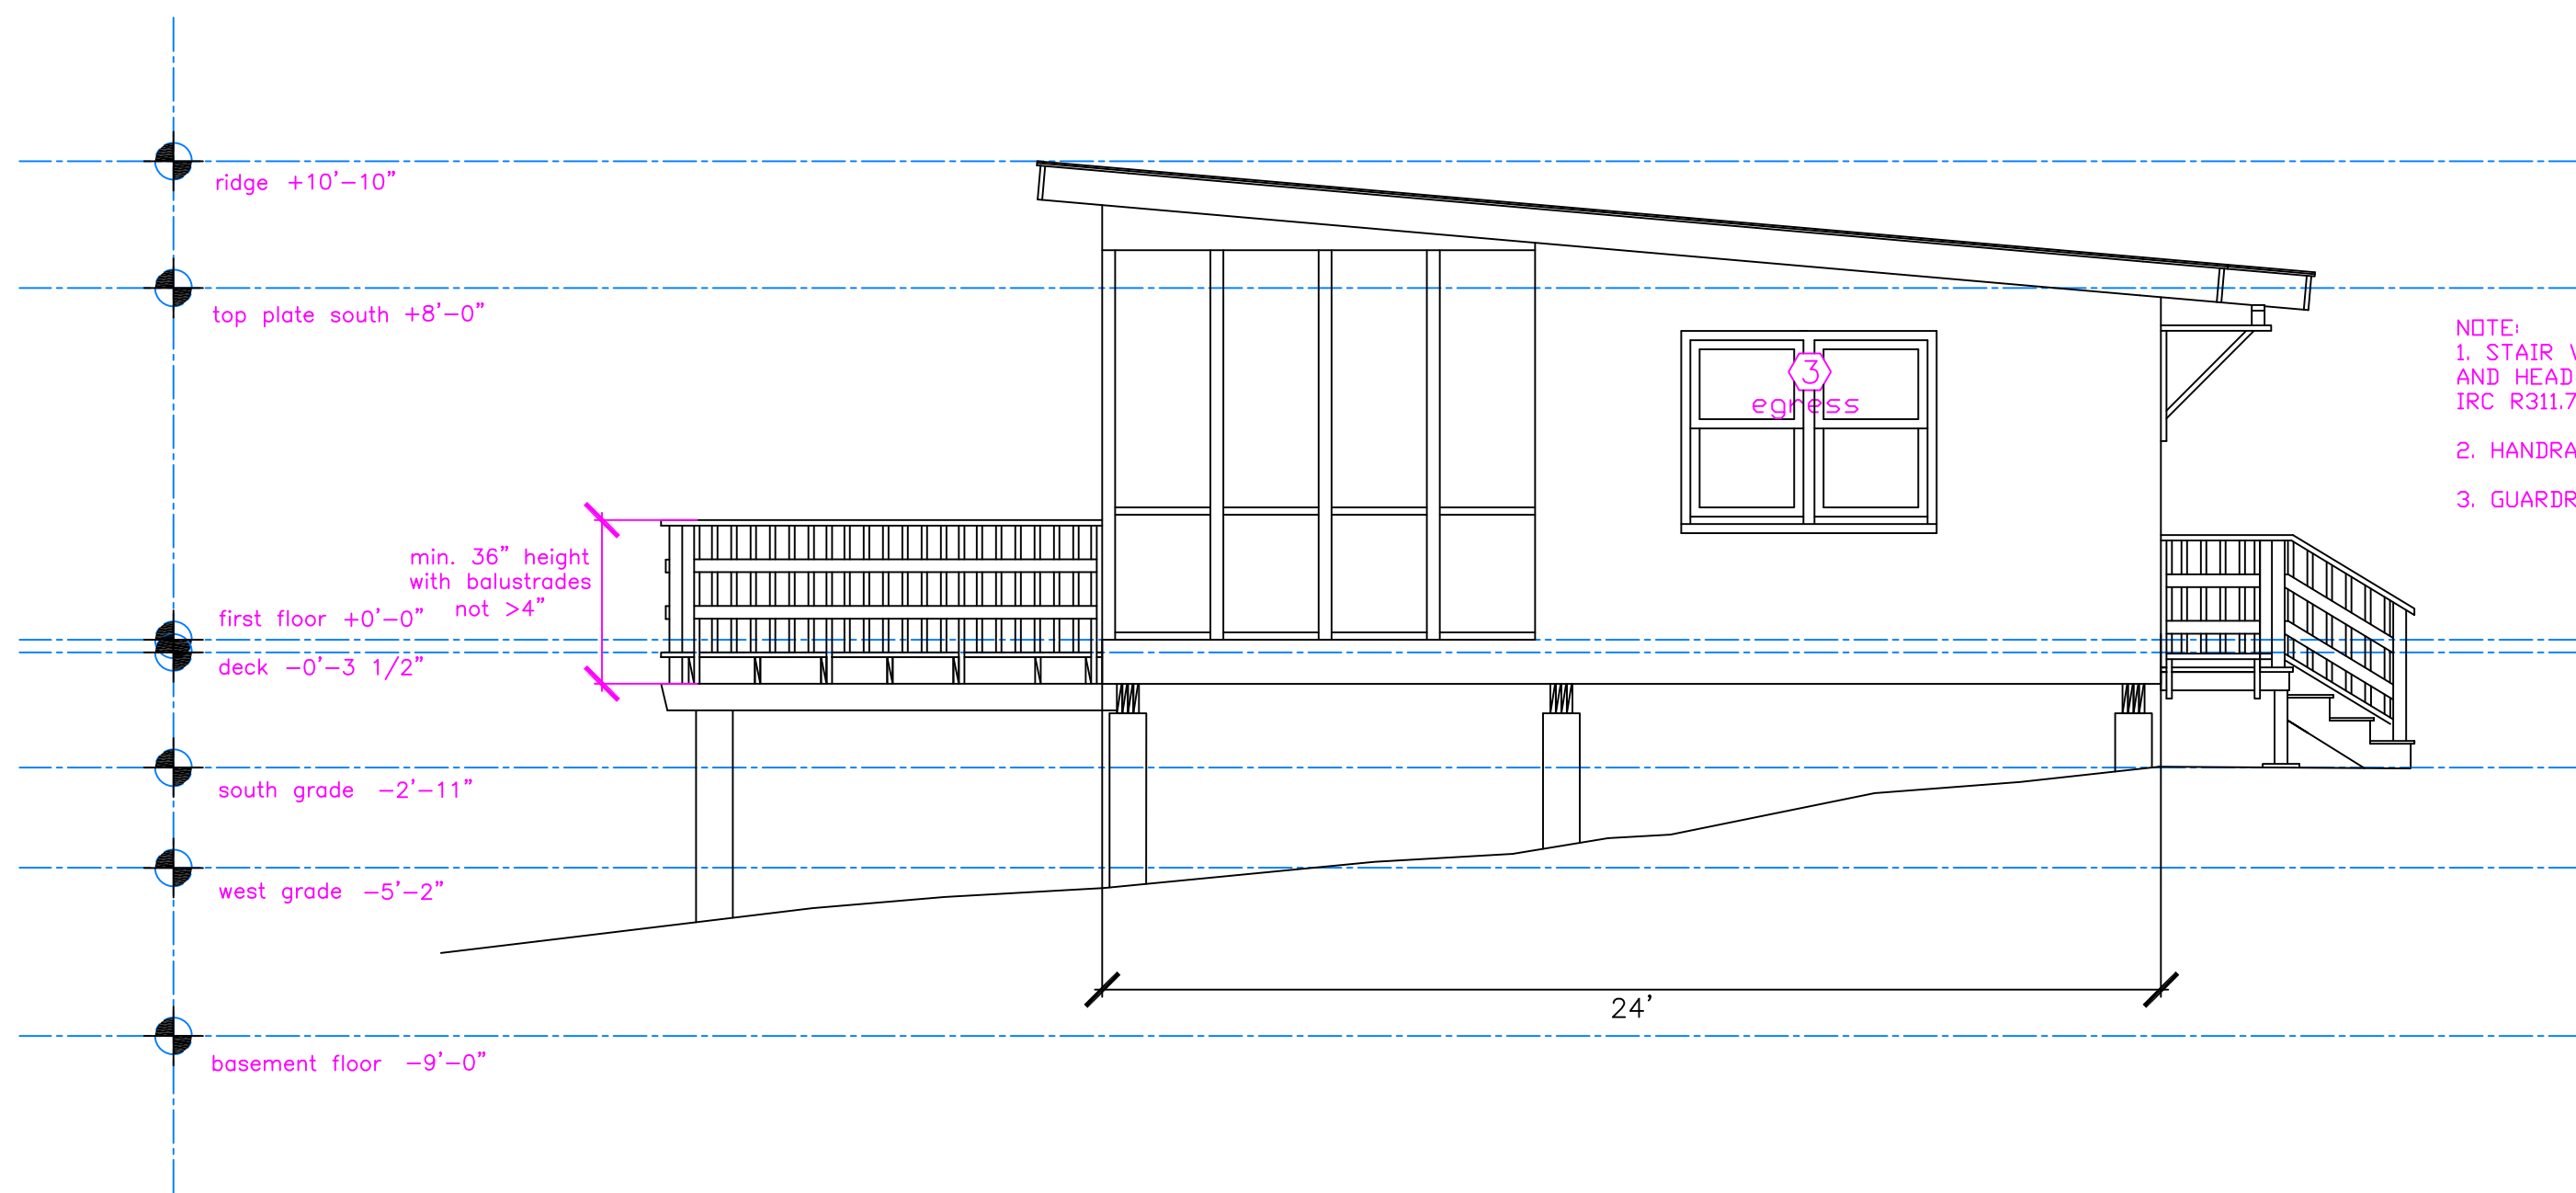 ridge +10'-10"
top plate south +8'-0"
min. 36" height
with balustrades
not >4"
first floor +0'-0"
deck -0'-3 1/2"
south grade -2'-11"
west grade -5'-2"
basement floor -9'-0"
3
egress
24'
NOTE:
1. STAIR
AND HEAD
IRC R311.7
2. HANDRA
3. GUARDR